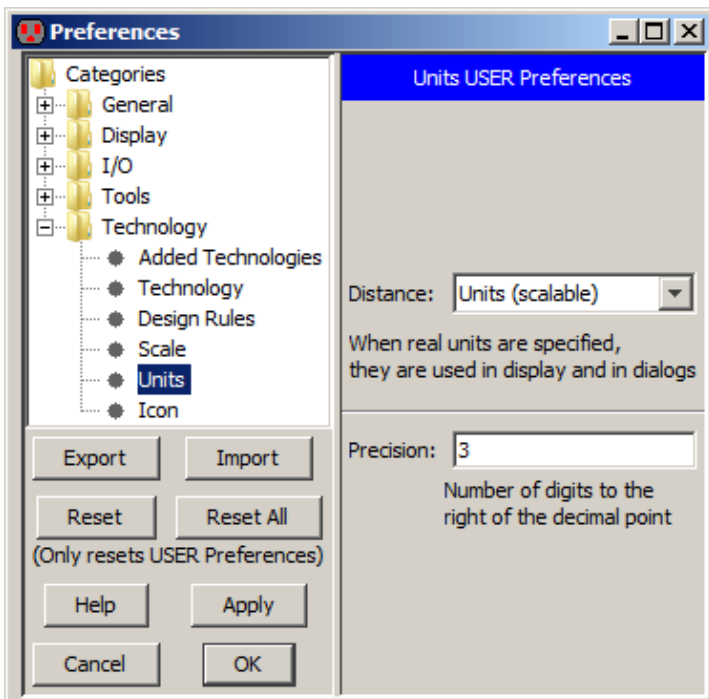 Preferences
Categories
General
Display
I/O
Tools
Technology
Added Technologies
Technology
Design Rules
Scale
Units
Icon
Export Import
Reset Reset All
(Only resets USER Preferences)
Help Apply
Cancel OK
Units USER Preferences
Distance: Units (scalable)
When real units are specified,
they are used in display and in dialogs
Precision: 3
Number of digits to the
right of the decimal point